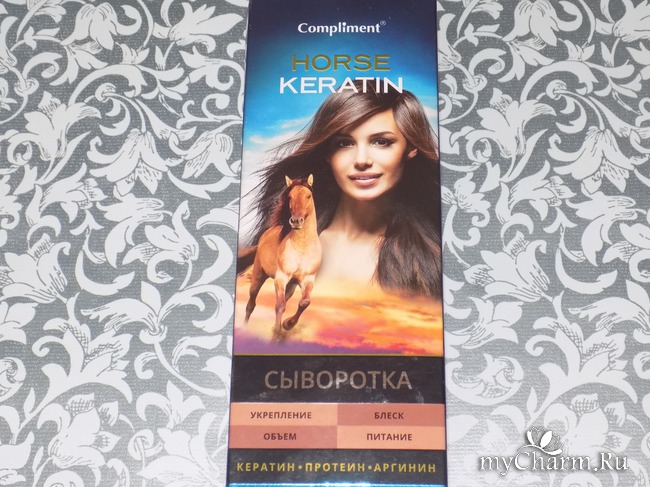 Compliment®
HORSE
KERATIN
СЫВОРОТКА
УКРЕПЛЕНИЕ БЛЕСК
ОБЪЕМ ПИТАНИЕ
КЕРАТИН • ПРОТЕИН • АРГИНИН
myCharm.Ru